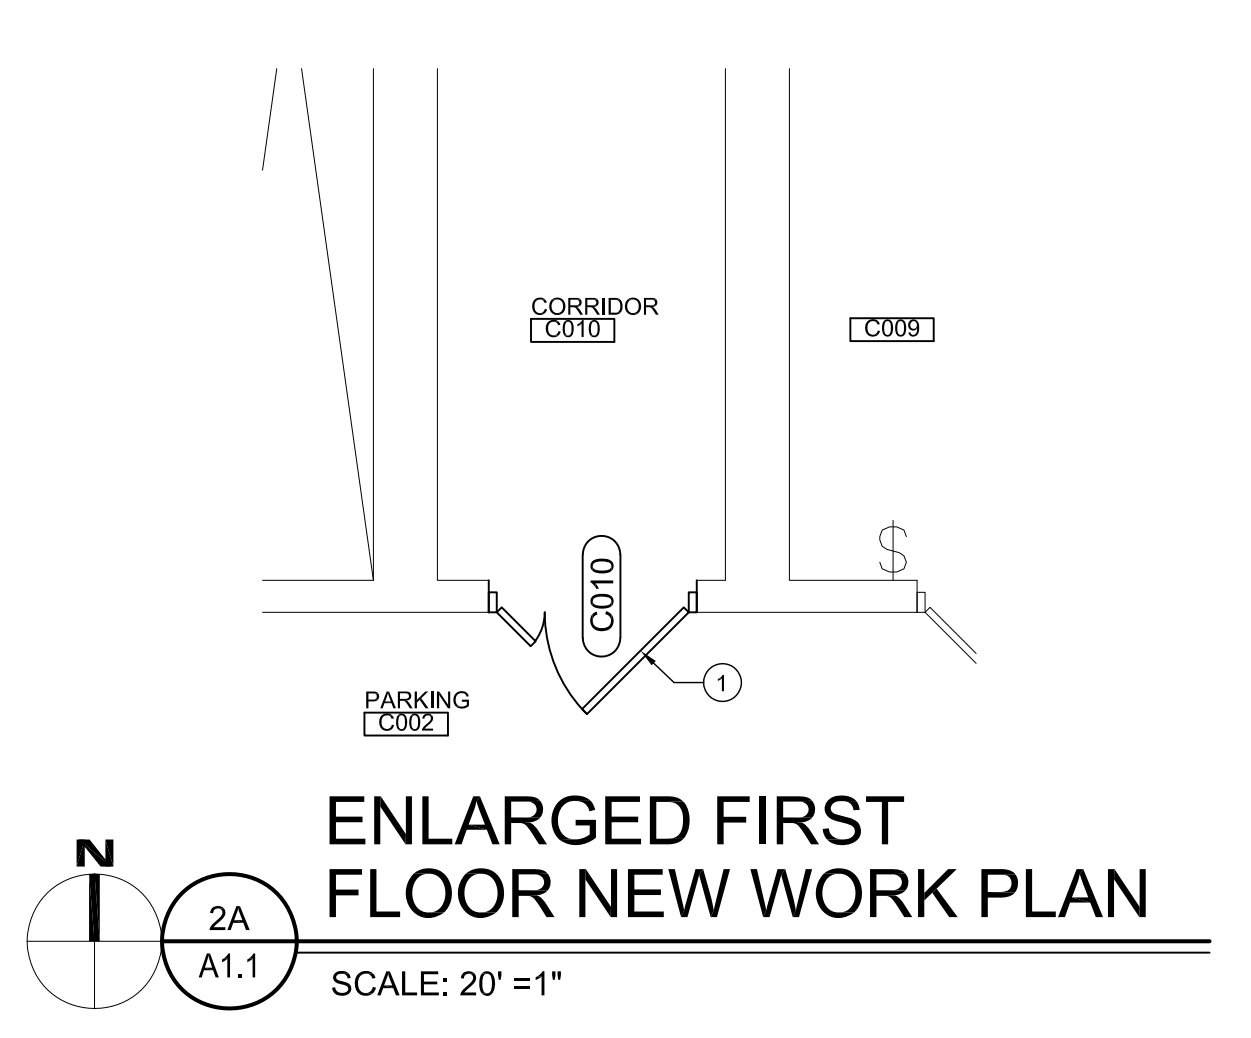 CORRIDOR
C010
C009
$
C010
1
PARKING
C002
ENLARGED FIRST
FLOOR NEW WORK PLAN
N
2A
A1.1
SCALE: 20' =1"